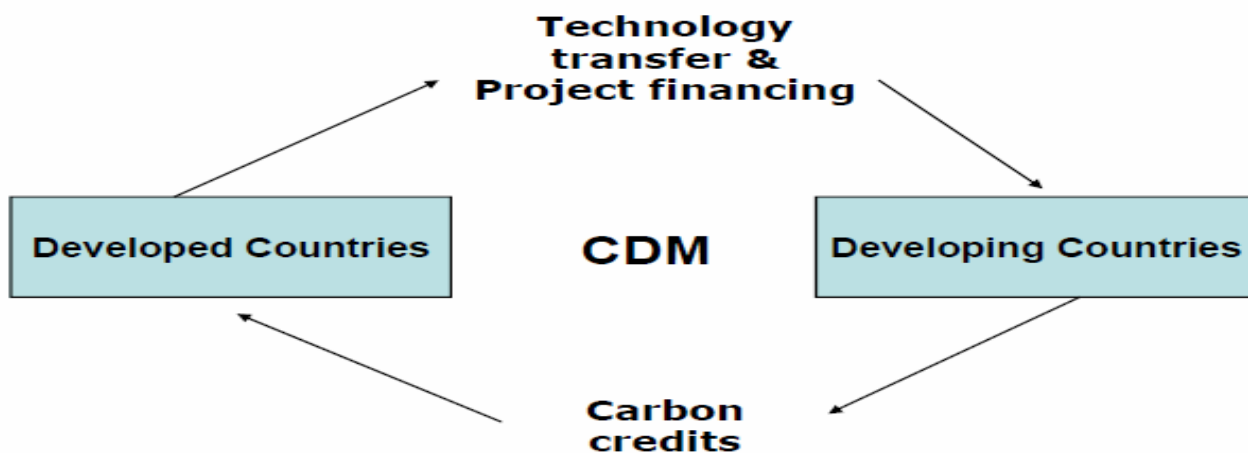 Technology
transfer &
Project financing
Developed Countries
CDM
Developing Countries
Carbon
credits